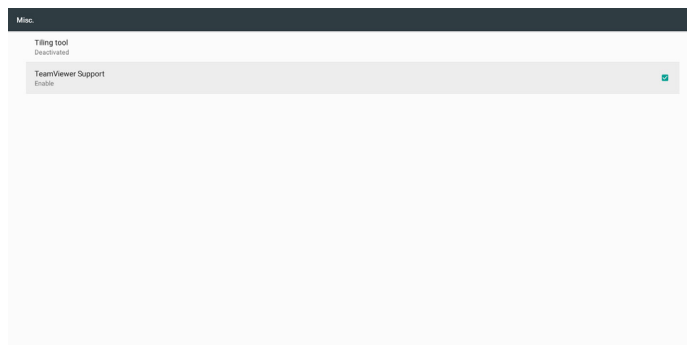 Misc.
Tiling tool
Deactivated
TeamViewer Support
Enable